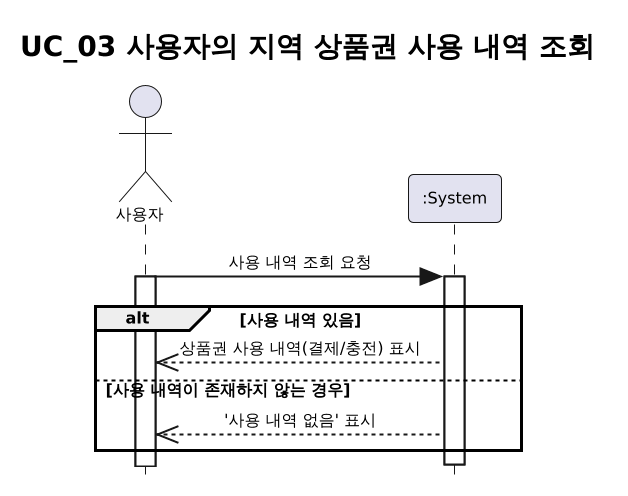 UC_03 사용자의 지역 상품권 사용 내역 조회
사용자
:System
사용 내역 조회 요청
alt
[사용 내역 있음]
상품권 사용 내역(결제/충전) 표시
[사용 내역이 존재하지 않는 경우]
'사용 내역 없음' 표시